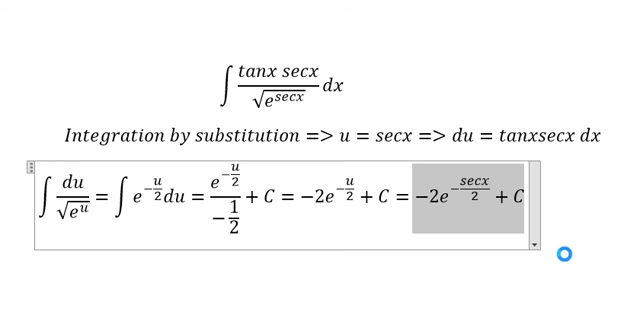 ∫ tanx secx / √(e^secx) dx
Integration by substitution => u = secx => du = tanxsecx dx
∫ du / √(e^u) = ∫ e^(−u/2) du = e^(−u/2) / (−1/2) + C = −2e^(−u/2) + C = −2e^(−secx/2) + C